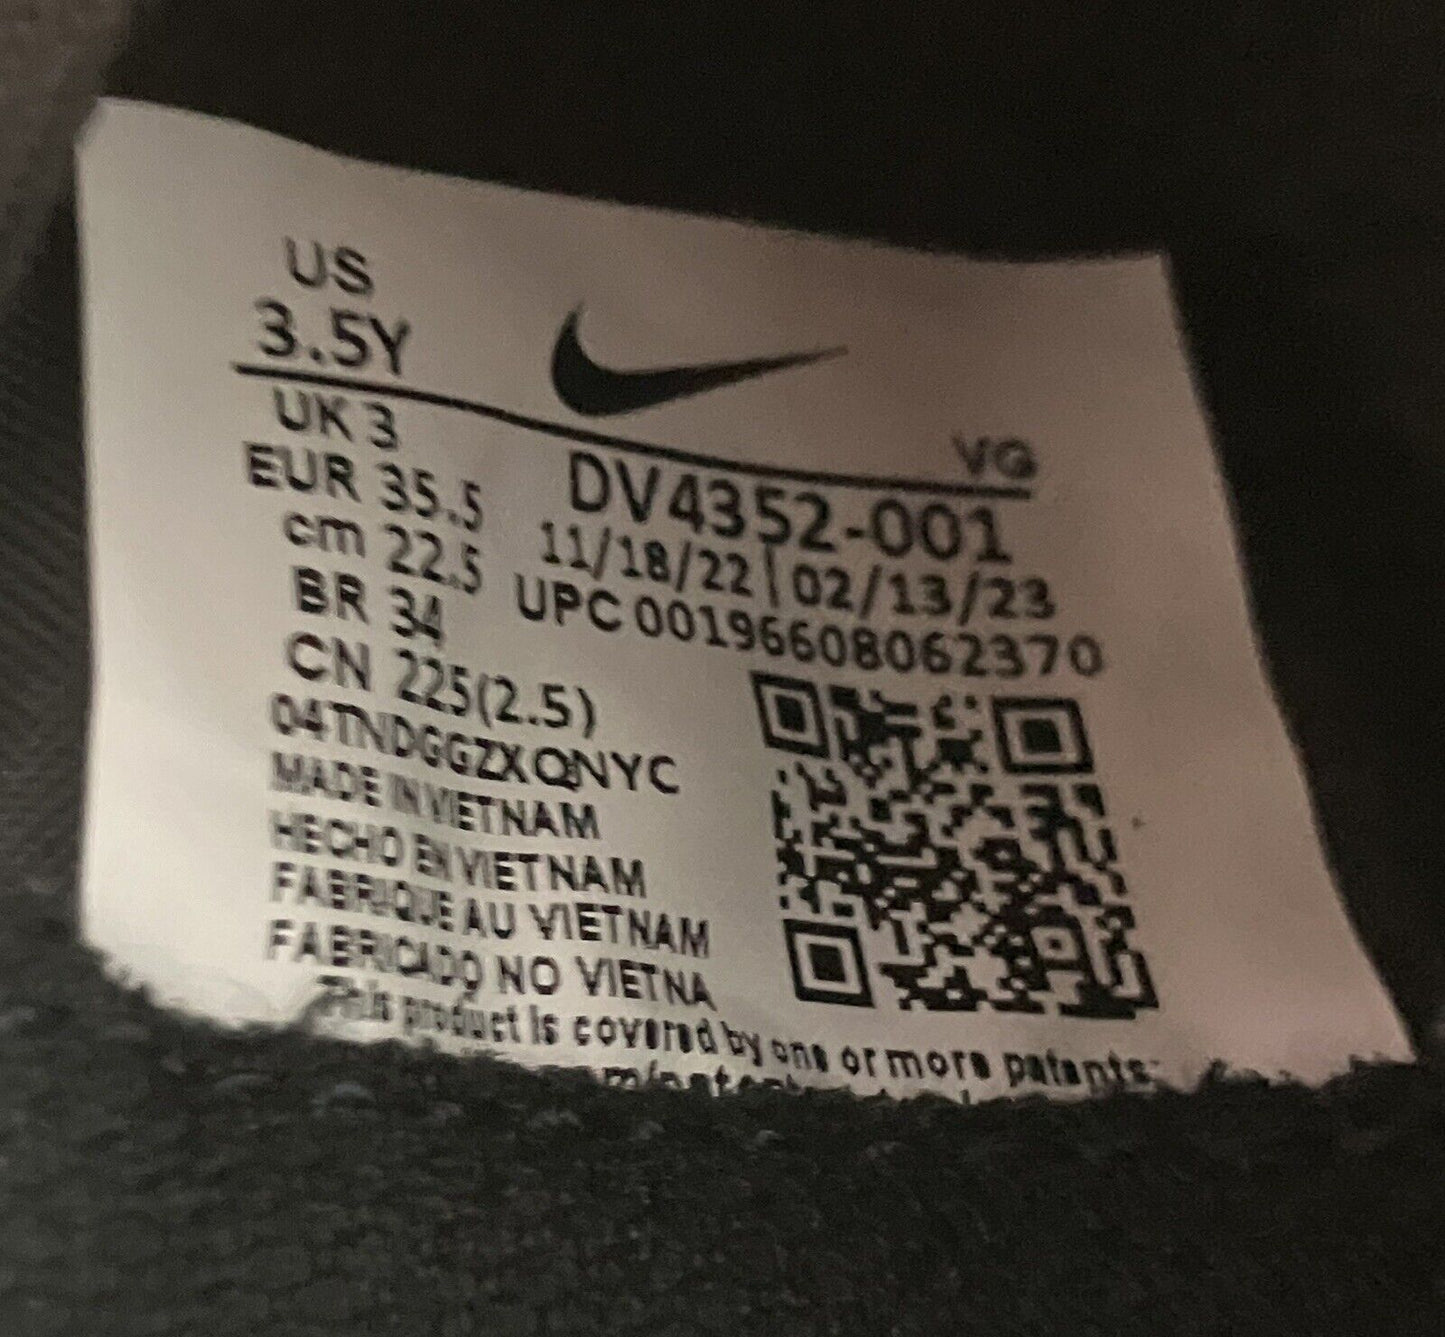 US
3.5Y
VG
UK 3
DV4352-001
EUR 35.5
11/18/22 | 02/13/23
cm 22.5
UPC 00196608062370
BR 34
CN 225(2.5)
04TNDGGZXQNYC
MADE IN VIETNAM
HECHO EN VIETNAM
FABRIQUE AU VIETNAM
FABRICADO NO VIETNA
This product is covered by one or more patents: